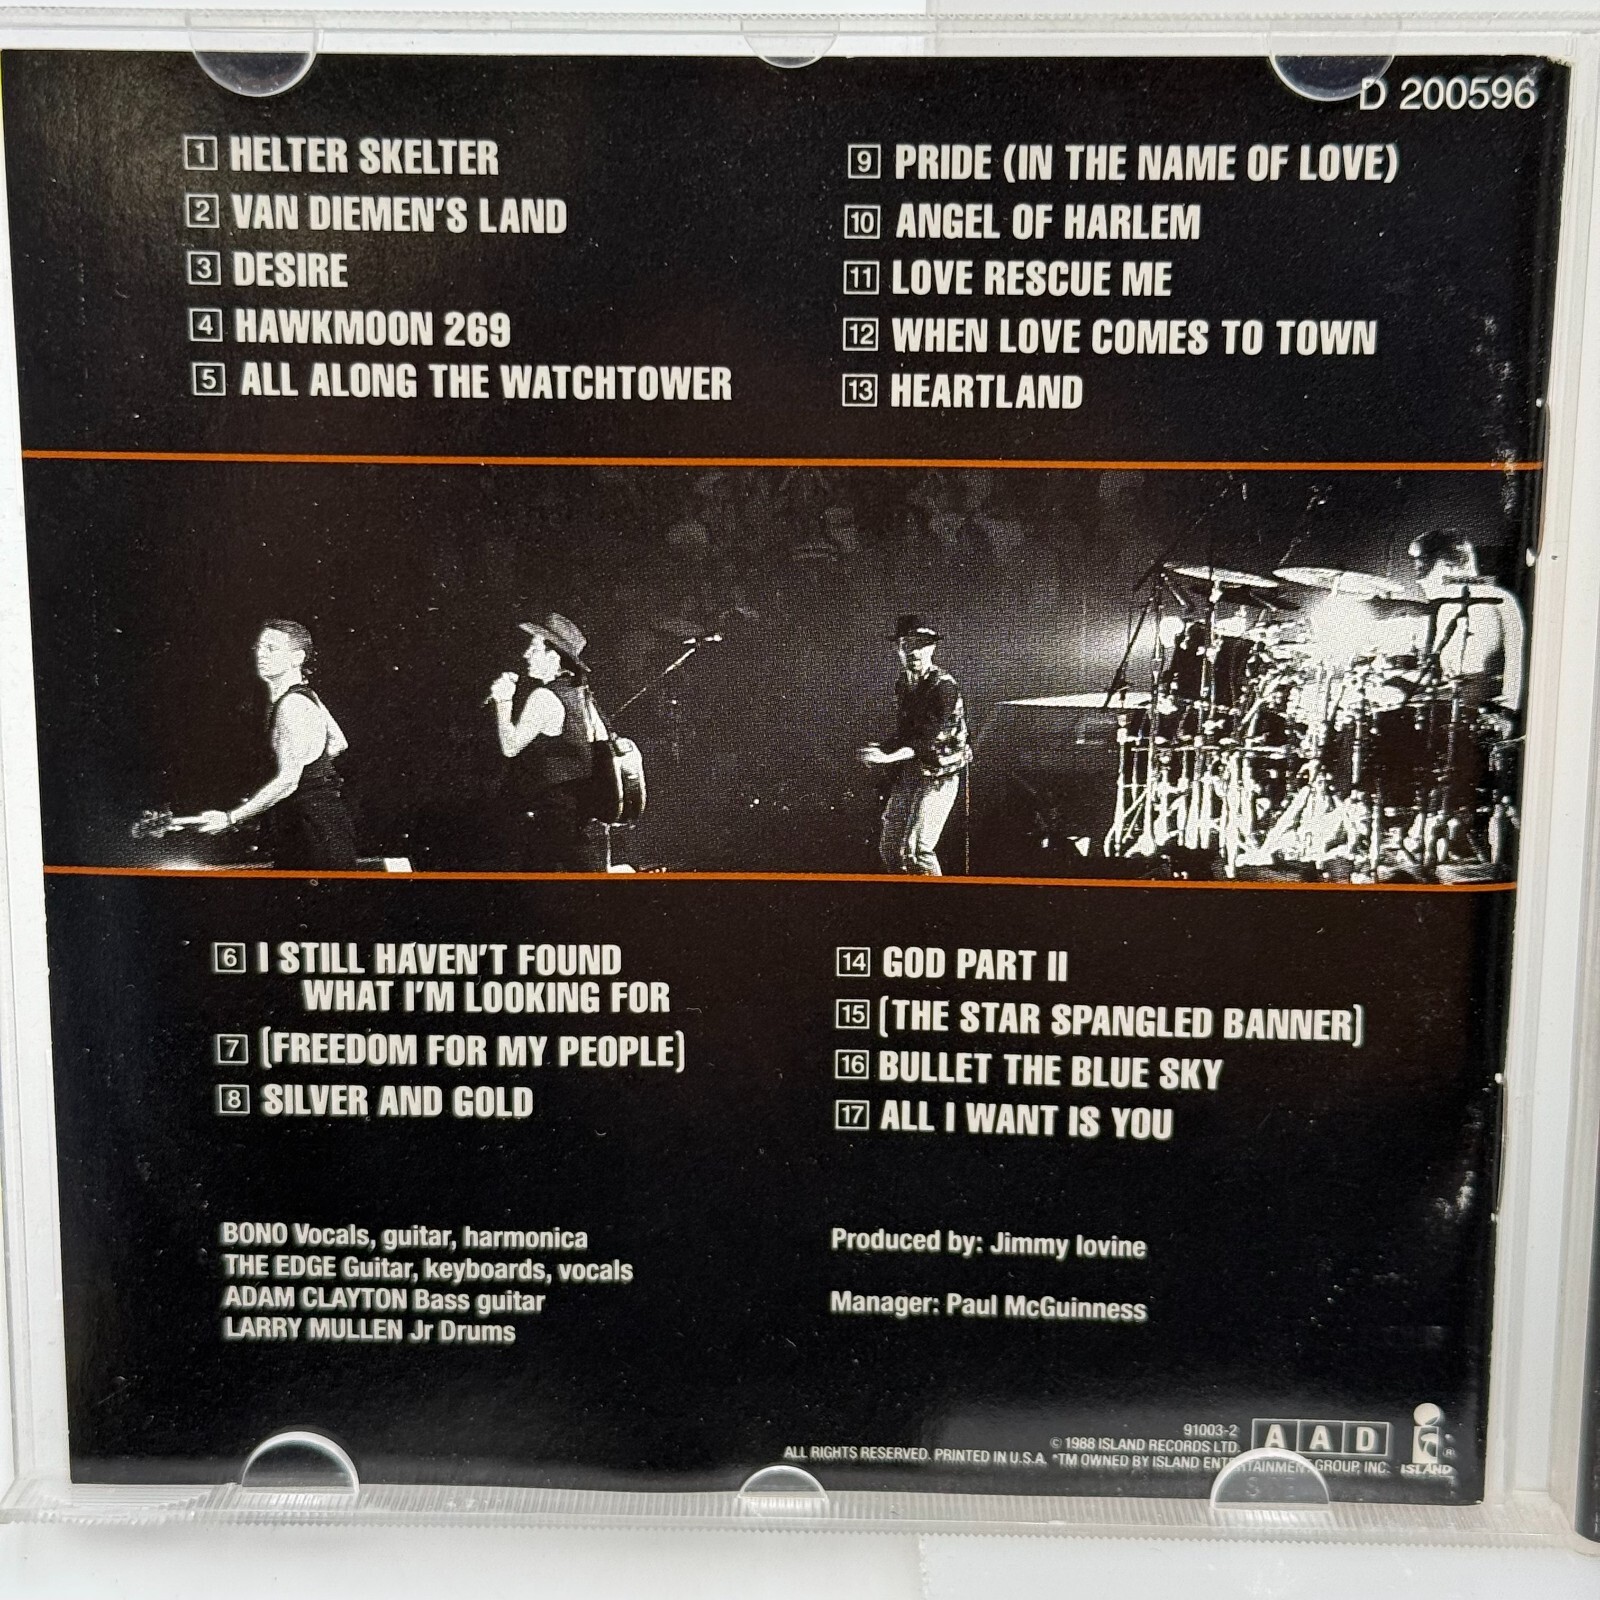 D 200596
1 HELTER SKELTER
2 VAN DIEMEN'S LAND
3 DESIRE
4 HAWKMOON 269
5 ALL ALONG THE WATCHTOWER
9 PRIDE (IN THE NAME OF LOVE)
10 ANGEL OF HARLEM
11 LOVE RESCUE ME
12 WHEN LOVE COMES TO TOWN
13 HEARTLAND
6 I STILL HAVEN'T FOUND
WHAT I'M LOOKING FOR
7 (FREEDOM FOR MY PEOPLE)
8 SILVER AND GOLD
14 GOD PART II
15 (THE STAR SPANGLED BANNER)
16 BULLET THE BLUE SKY
17 ALL I WANT IS YOU
BONO Vocals, guitar, harmonica
THE EDGE Guitar, keyboards, vocals
ADAM CLAYTON Bass guitar
LARRY MULLEN Jr Drums
Produced by: Jimmy Iovine
Manager: Paul McGuinness
91003-2
© 1988 ISLAND RECORDS LTD.
ALL RIGHTS RESERVED. PRINTED IN U.S.A. *TM OWNED BY ISLAND ENTERTAINMENT GROUP, INC.
AAD
ISLAND
®